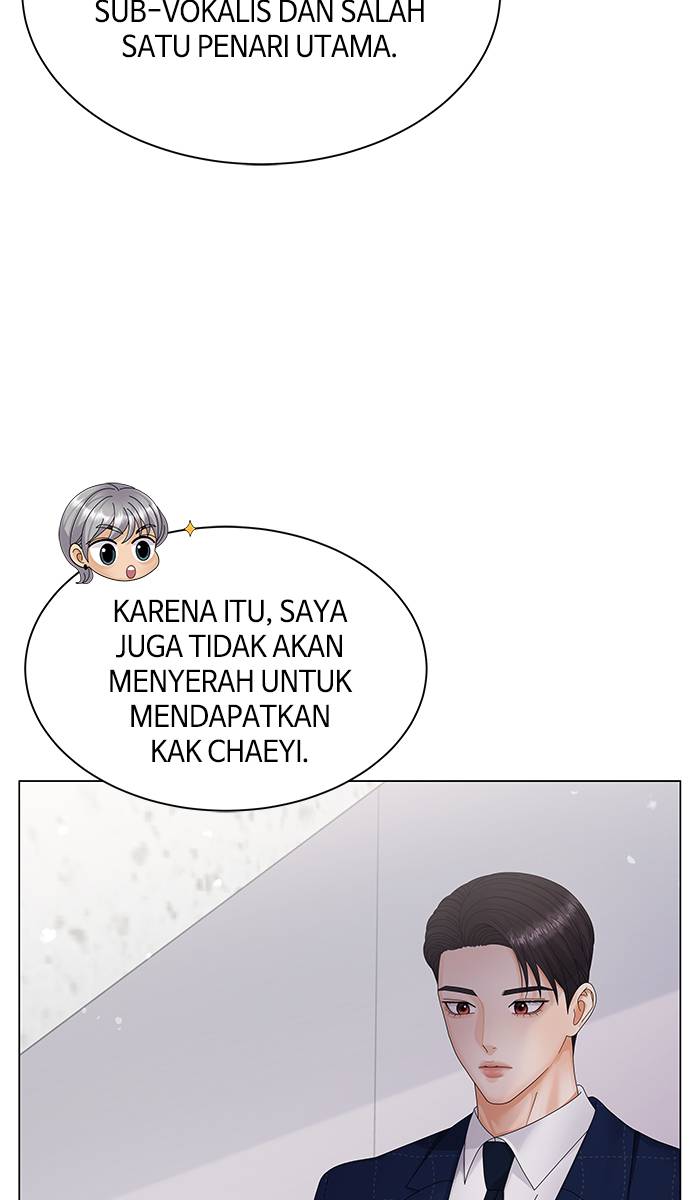 SUB-VOKALIS DAN SALAH
SATU PENARI UTAMA.
KARENA ITU, SAYA
JUGA TIDAK AKAN
MENYERAH UNTUK
MENDAPATKAN
KAK CHAEYI.